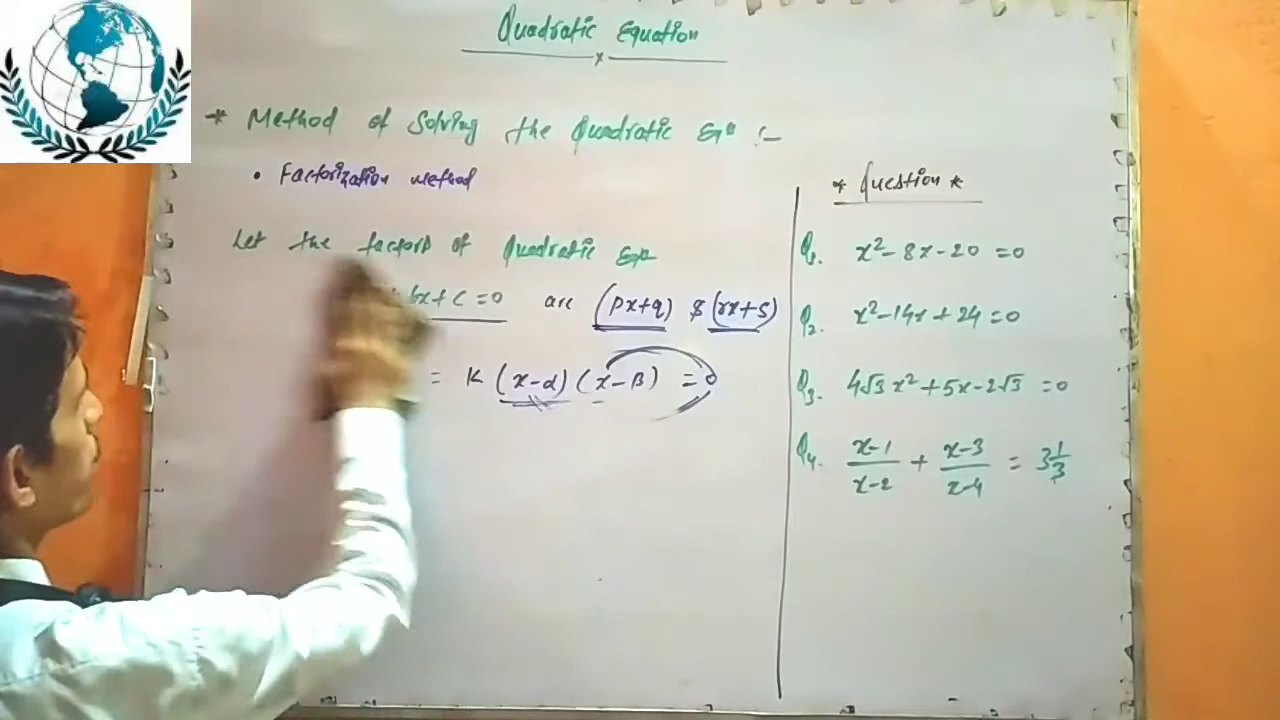 Quadratic Equation
* Method of Solving the Quadratic Eqn :-
• Factorization method
Let the factors of Quadratic Eqn
bx+c=0 are (px+q) & (rx+s)
= K (x-α) (x-β) =0
* Question *
Q1. x²-8x-20=0
Q2. x²-14x+24=0
Q3. 4√3 x²+5x-2√3 =0
Q4. x-1/x-2 + x-3/x-4 = 3 1/3